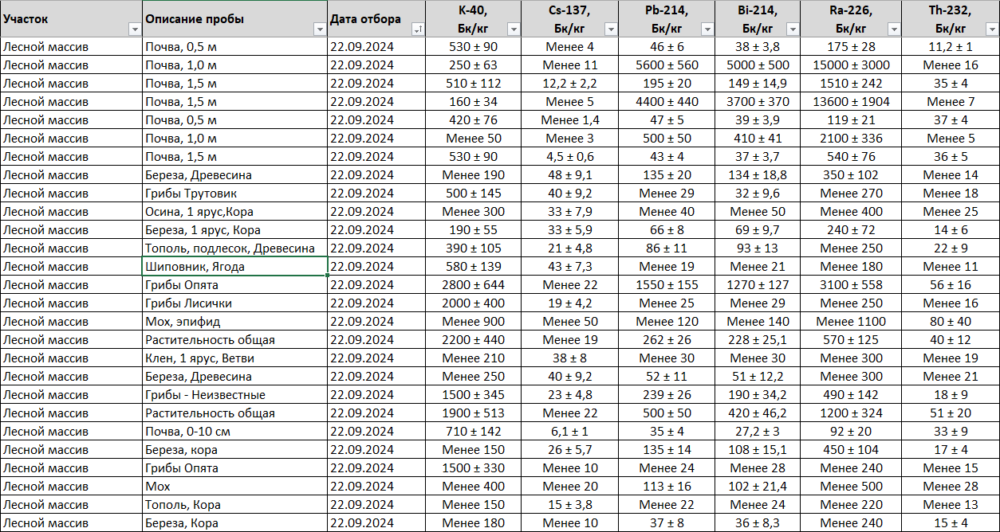 Участок Описание пробы Дата отбора K-40, Бк/кг Cs-137, Бк/кг Pb-214, Бк/кг Bi-214, Бк/кг Ra-226, Бк/кг Th-232, Бк/кг
Лесной массив Почва, 0,5 м 22.09.2024 530 ± 90 Менее 4 46 ± 6 38 ± 3,8 175 ± 28 11,2 ± 1
Лесной массив Почва, 1,0 м 22.09.2024 250 ± 63 Менее 11 5600 ± 560 5000 ± 500 15000 ± 3000 Менее 16
Лесной массив Почва, 1,5 м 22.09.2024 510 ± 112 12,2 ± 2,2 195 ± 20 149 ± 14,9 1510 ± 242 35 ± 4
Лесной массив Почва, 1,5 м 22.09.2024 160 ± 34 Менее 5 4400 ± 440 3700 ± 370 13600 ± 1904 Менее 7
Лесной массив Почва, 0,5 м 22.09.2024 420 ± 76 Менее 1,4 47 ± 5 39 ± 3,9 119 ± 21 37 ± 4
Лесной массив Почва, 1,0 м 22.09.2024 Менее 50 Менее 3 500 ± 50 410 ± 41 2100 ± 336 Менее 5
Лесной массив Почва, 1,5 м 22.09.2024 530 ± 90 4,5 ± 0,6 43 ± 4 37 ± 3,7 540 ± 76 36 ± 5
Лесной массив Береза, Древесина 22.09.2024 Менее 190 48 ± 9,1 135 ± 20 134 ± 18,8 350 ± 102 Менее 14
Лесной массив Грибы Трутовик 22.09.2024 500 ± 145 40 ± 9,2 Менее 29 32 ± 9,6 Менее 270 Менее 18
Лесной массив Осина, 1 ярус,Кора 22.09.2024 Менее 300 33 ± 7,9 Менее 40 Менее 50 Менее 400 Менее 25
Лесной массив Береза, 1 ярус, Кора 22.09.2024 190 ± 55 33 ± 5,9 66 ± 8 69 ± 9,7 240 ± 72 14 ± 6
Лесной массив Тополь, подлесок, Древесина 22.09.2024 390 ± 105 21 ± 4,8 86 ± 11 93 ± 13 Менее 250 22 ± 9
Лесной массив Шиповник, Ягода 22.09.2024 580 ± 139 43 ± 7,3 Менее 19 Менее 21 Менее 180 Менее 11
Лесной массив Грибы Опята 22.09.2024 2800 ± 644 Менее 22 1550 ± 155 1270 ± 127 3100 ± 558 56 ± 16
Лесной массив Грибы Лисички 22.09.2024 2000 ± 400 19 ± 4,2 Менее 25 Менее 29 Менее 250 Менее 16
Лесной массив Мох, эпифид 22.09.2024 Менее 900 Менее 50 Менее 120 Менее 140 Менее 1100 80 ± 40
Лесной массив Растительность общая 22.09.2024 2200 ± 440 Менее 19 262 ± 26 228 ± 25,1 570 ± 125 40 ± 12
Лесной массив Клен, 1 ярус, Ветви 22.09.2024 Менее 210 38 ± 8 Менее 30 Менее 30 Менее 300 Менее 19
Лесной массив Береза, Древесина 22.09.2024 Менее 250 40 ± 9,2 52 ± 11 51 ± 12,2 Менее 300 Менее 21
Лесной массив Грибы - Неизвестные 22.09.2024 1500 ± 345 23 ± 4,8 239 ± 26 190 ± 34,2 490 ± 142 18 ± 9
Лесной массив Растительность общая 22.09.2024 1900 ± 513 Менее 22 500 ± 50 420 ± 46,2 1200 ± 324 51 ± 20
Лесной массив Почва, 0-10 см 22.09.2024 710 ± 142 6,1 ± 1 35 ± 4 27,2 ± 3 92 ± 20 33 ± 9
Лесной массив Береза, кора 22.09.2024 Менее 150 26 ± 5,7 135 ± 14 108 ± 15,1 450 ± 104 17 ± 4
Лесной массив Грибы Опята 22.09.2024 1500 ± 330 Менее 10 Менее 24 Менее 28 Менее 240 Менее 15
Лесной массив Мох 22.09.2024 Менее 400 Менее 20 113 ± 16 102 ± 21,4 Менее 500 Менее 28
Лесной массив Тополь, Кора 22.09.2024 Менее 150 15 ± 3,8 Менее 22 Менее 24 Менее 220 Менее 13
Лесной массив Береза, Кора 22.09.2024 Менее 180 Менее 10 37 ± 8 36 ± 8,3 Менее 240 15 ± 4